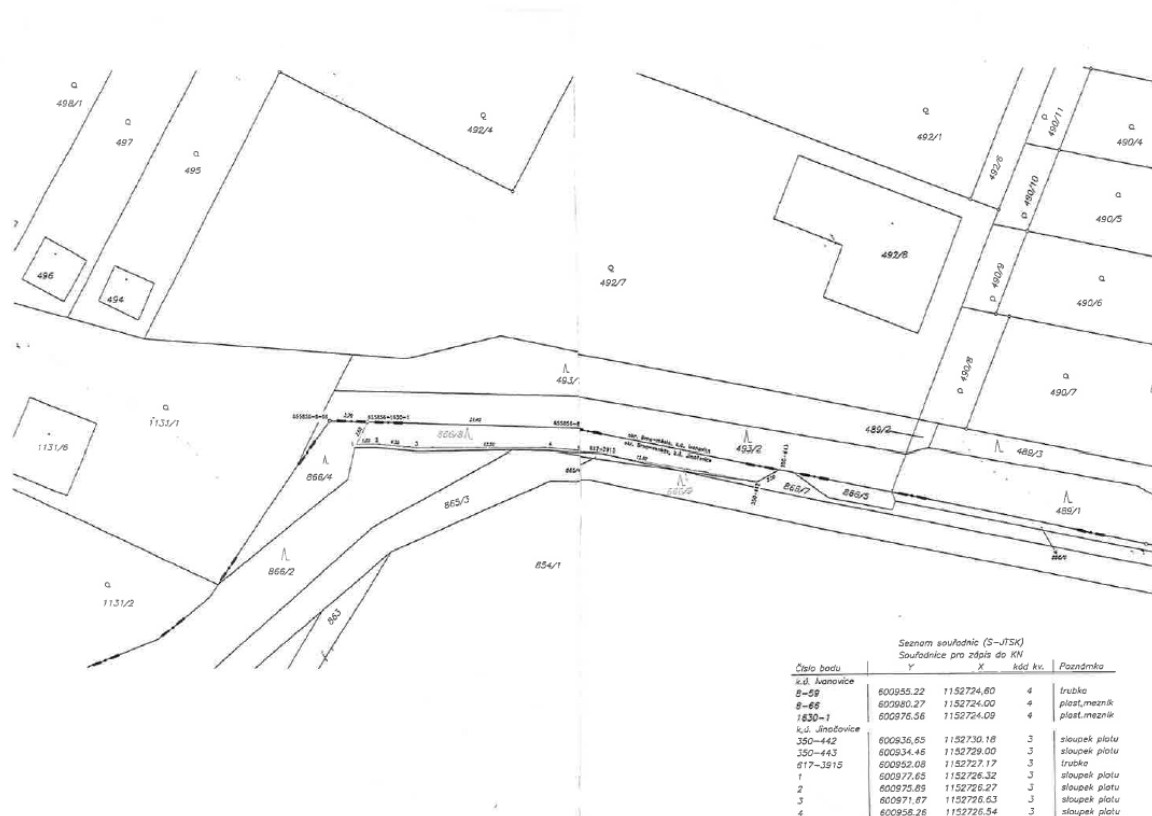 498/1
497
495
492/4
492/1
492/6
490/11
490/4
490/10
490/5
496
494
492/7
492/8
490/9
490/6
490/8
490/7
493/
1131/1
1131/6
489/2
493/2
489/3
866/8
866/4
866/7
866/5
489/1
865/3
866/2
854/1
1131/2
863
Seznam souřadnic (S-JTSK)
Souřadnice pro zápis do KN
Číslo bodu Y X kód kv. Poznámka
k.ú. Ivanovice
8-59 600955.22 1152724,60 4 trubka
8-66 600980.27 1152724.00 4 plast.mezník
1630-1 600976.56 1152724.09 4 plast.mezník
k.ú. Jinačovice
350-442 600936,65 1152730.18 3 sloupek plotu
350-443 600934.46 1152729.00 3 sloupek plotu
617-3915 600952.08 1152727.17 3 trubka
1 600977.65 1152726.32 3 sloupek plotu
2 600975.89 1152726.27 3 sloupek plotu
3 600971.87 1152726.63 3 sloupek plotu
4 600958.26 1152726.54 3 sloupek plotu